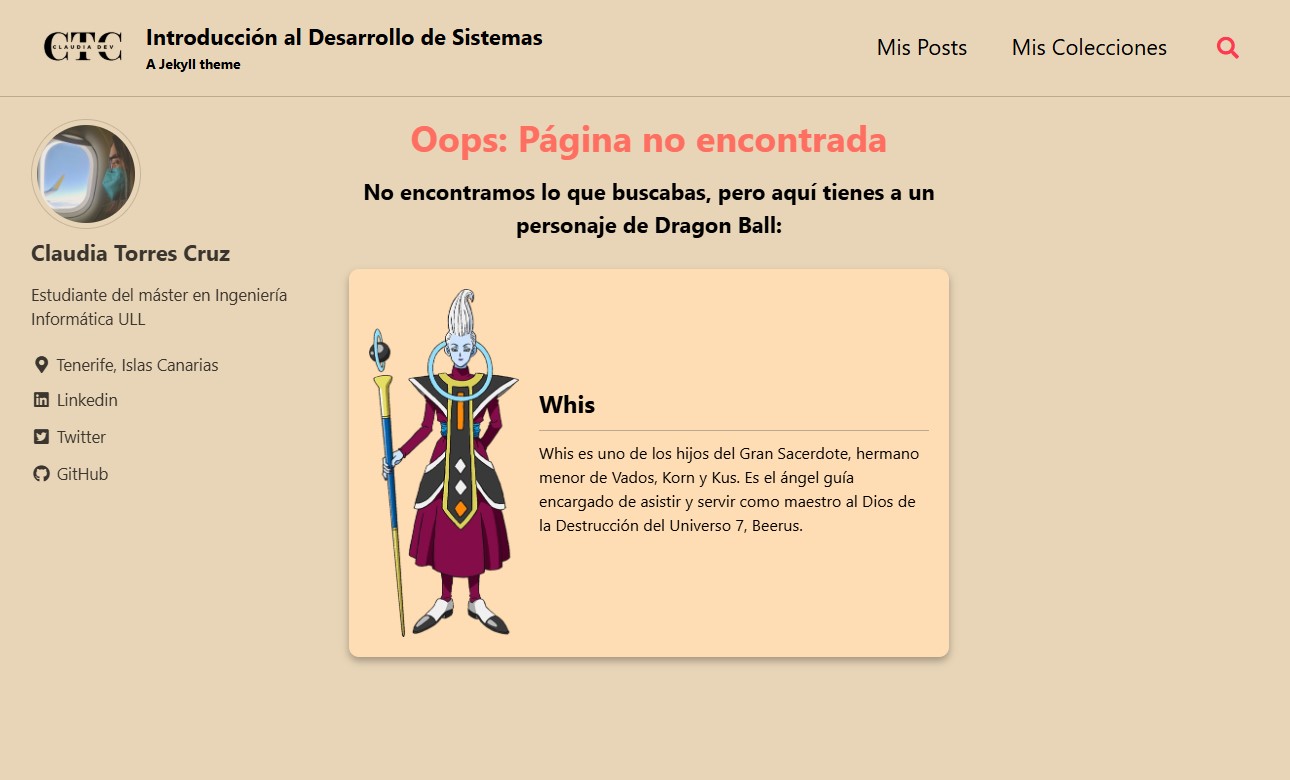 CTC
CLAUDIA DEV
Introducción al Desarrollo de Sistemas
A Jekyll theme
Mis Posts
Mis Colecciones
Claudia Torres Cruz
Estudiante del máster en Ingeniería
Informática ULL
Tenerife, Islas Canarias
Linkedin
Twitter
GitHub
Oops: Página no encontrada
No encontramos lo que buscabas, pero aquí tienes a un
personaje de Dragon Ball:
Whis
Whis es uno de los hijos del Gran Sacerdote, hermano
menor de Vados, Korn y Kus. Es el ángel guía
encargado de asistir y servir como maestro al Dios de
la Destrucción del Universo 7, Beerus.